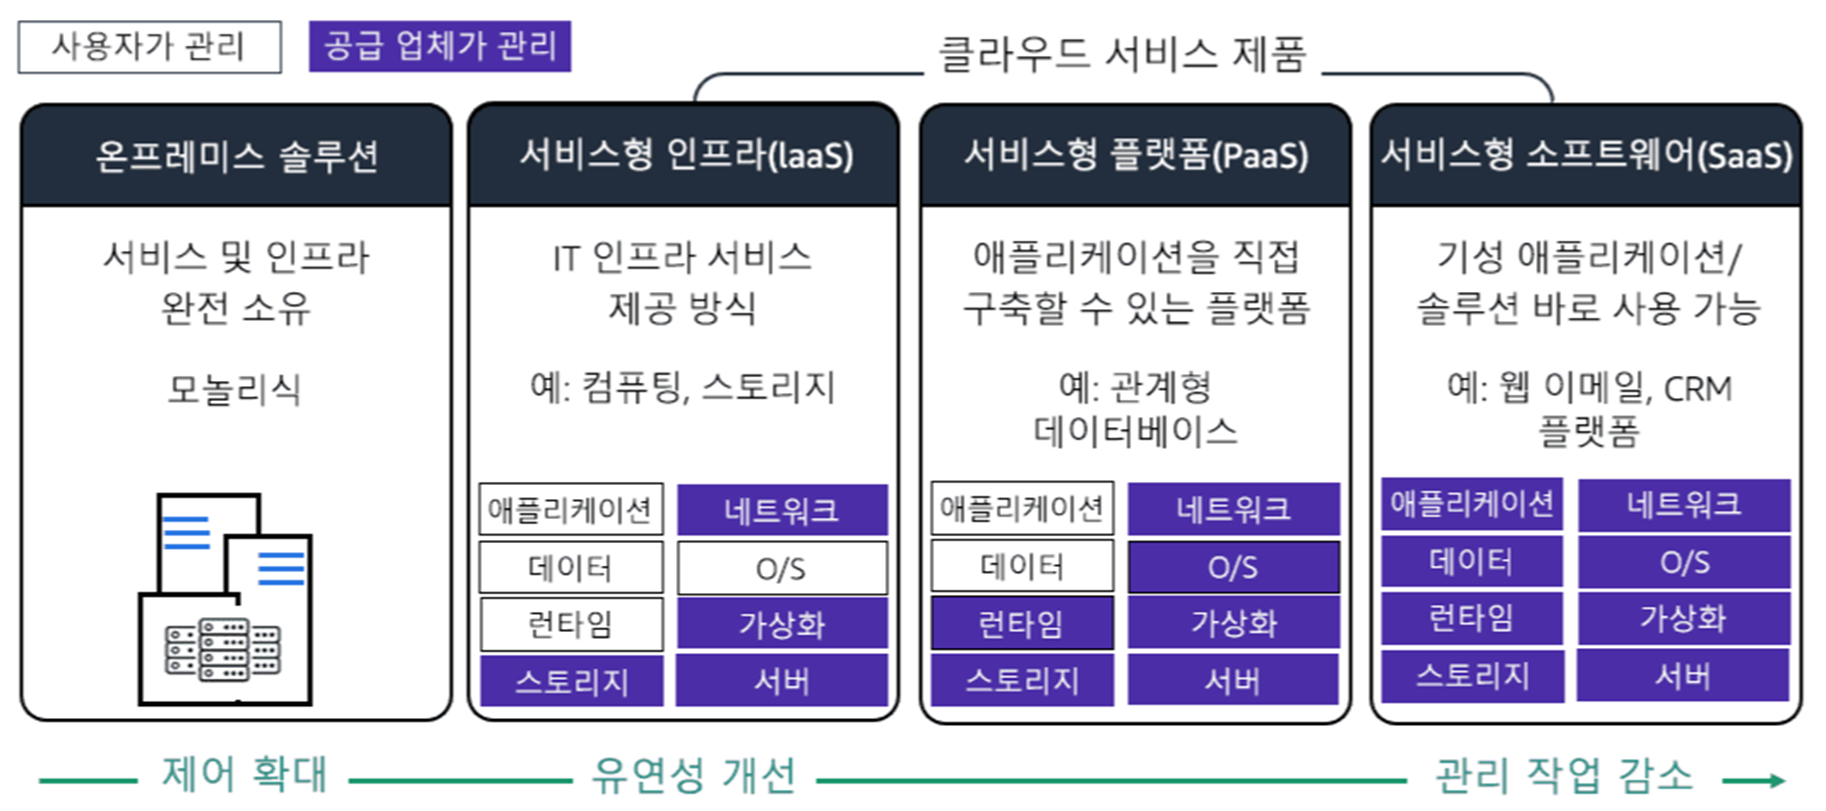 사용자가 관리
공급 업체가 관리
클라우드 서비스 제품
온프레미스 솔루션
서비스 및 인프라
완전 소유
모놀리식
서비스형 인프라(IaaS)
IT 인프라 서비스
제공 방식
예: 컴퓨팅, 스토리지
애플리케이션
네트워크
데이터
O/S
런타임
가상화
스토리지
서버
서비스형 플랫폼(PaaS)
애플리케이션을 직접
구축할 수 있는 플랫폼
예: 관계형
데이터베이스
애플리케이션
네트워크
데이터
O/S
런타임
가상화
스토리지
서버
서비스형 소프트웨어(SaaS)
기성 애플리케이션/
솔루션 바로 사용 가능
예: 웹 이메일, CRM
플랫폼
애플리케이션
네트워크
데이터
O/S
런타임
가상화
스토리지
서버
제어 확대
유연성 개선
관리 작업 감소